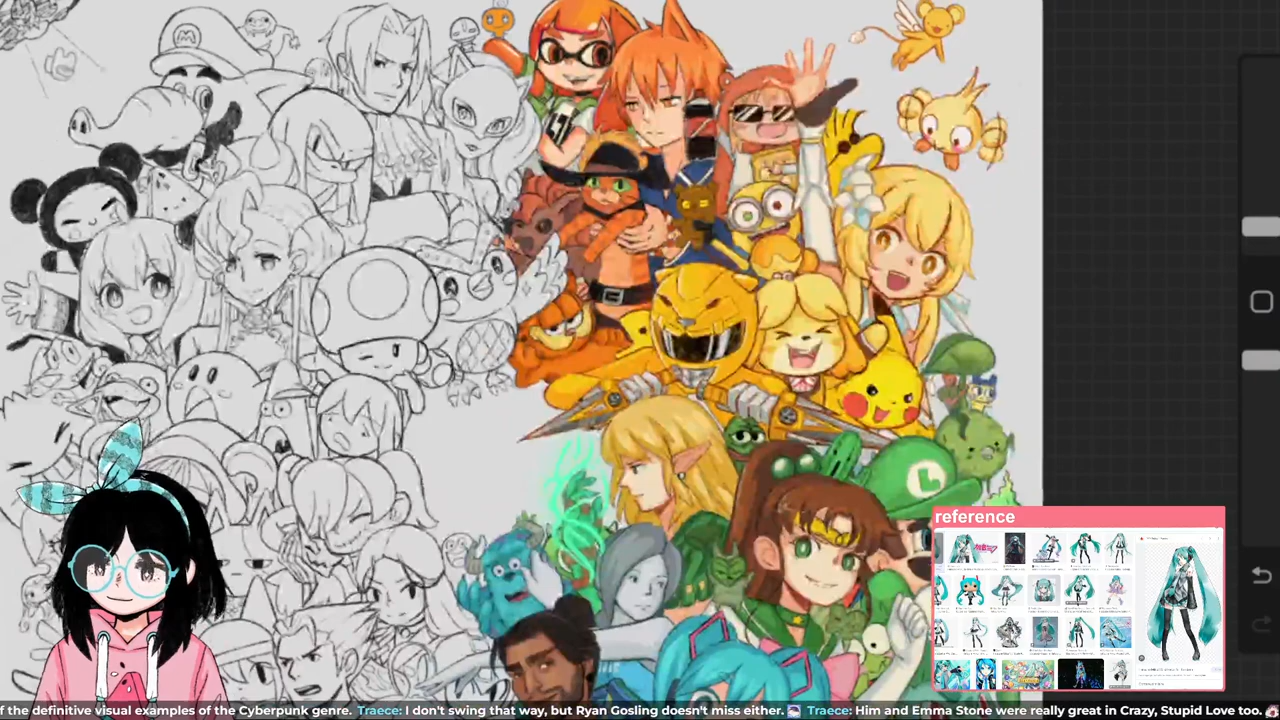 M
L
reference
f the definitive visual examples of the Cyberpunk genre. Traece: I don't swing that way, but Ryan Gosling doesn't miss either. Traece: Him and Emma Stone were really great in Crazy, Stupid Love too.